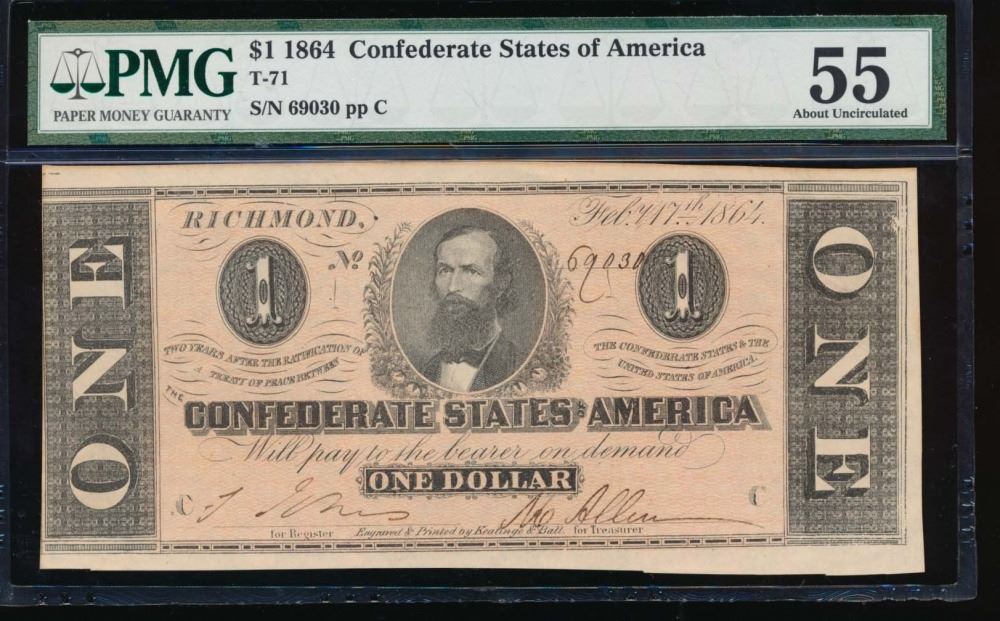 PMG
PAPER MONEY GUARANTY
$1 1864 Confederate States of America
T-71
S/N 69030 pp C
55
About Uncirculated
RICHMOND,
Feb. 17th 1864.
No 69030
1
1
ONE
ONE
TWO YEARS AFTER THE RATIFICATION OF
A TREATY OF PEACE BETWEEN
THE CONFEDERATE STATES & THE
UNITED STATES OF AMERICA.
THE
CONFEDERATE STATES OF AMERICA
Will pay to the bearer on demand
ONE DOLLAR
C
C
for Register
Engraved & Printed by Keatinge & Ball.
for Treasurer